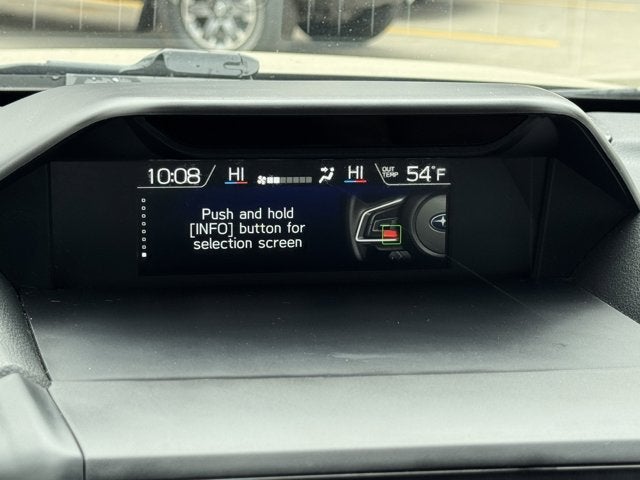 10:08 HI HI OUT TEMP 54°F
Push and hold
[INFO] button for
selection screen